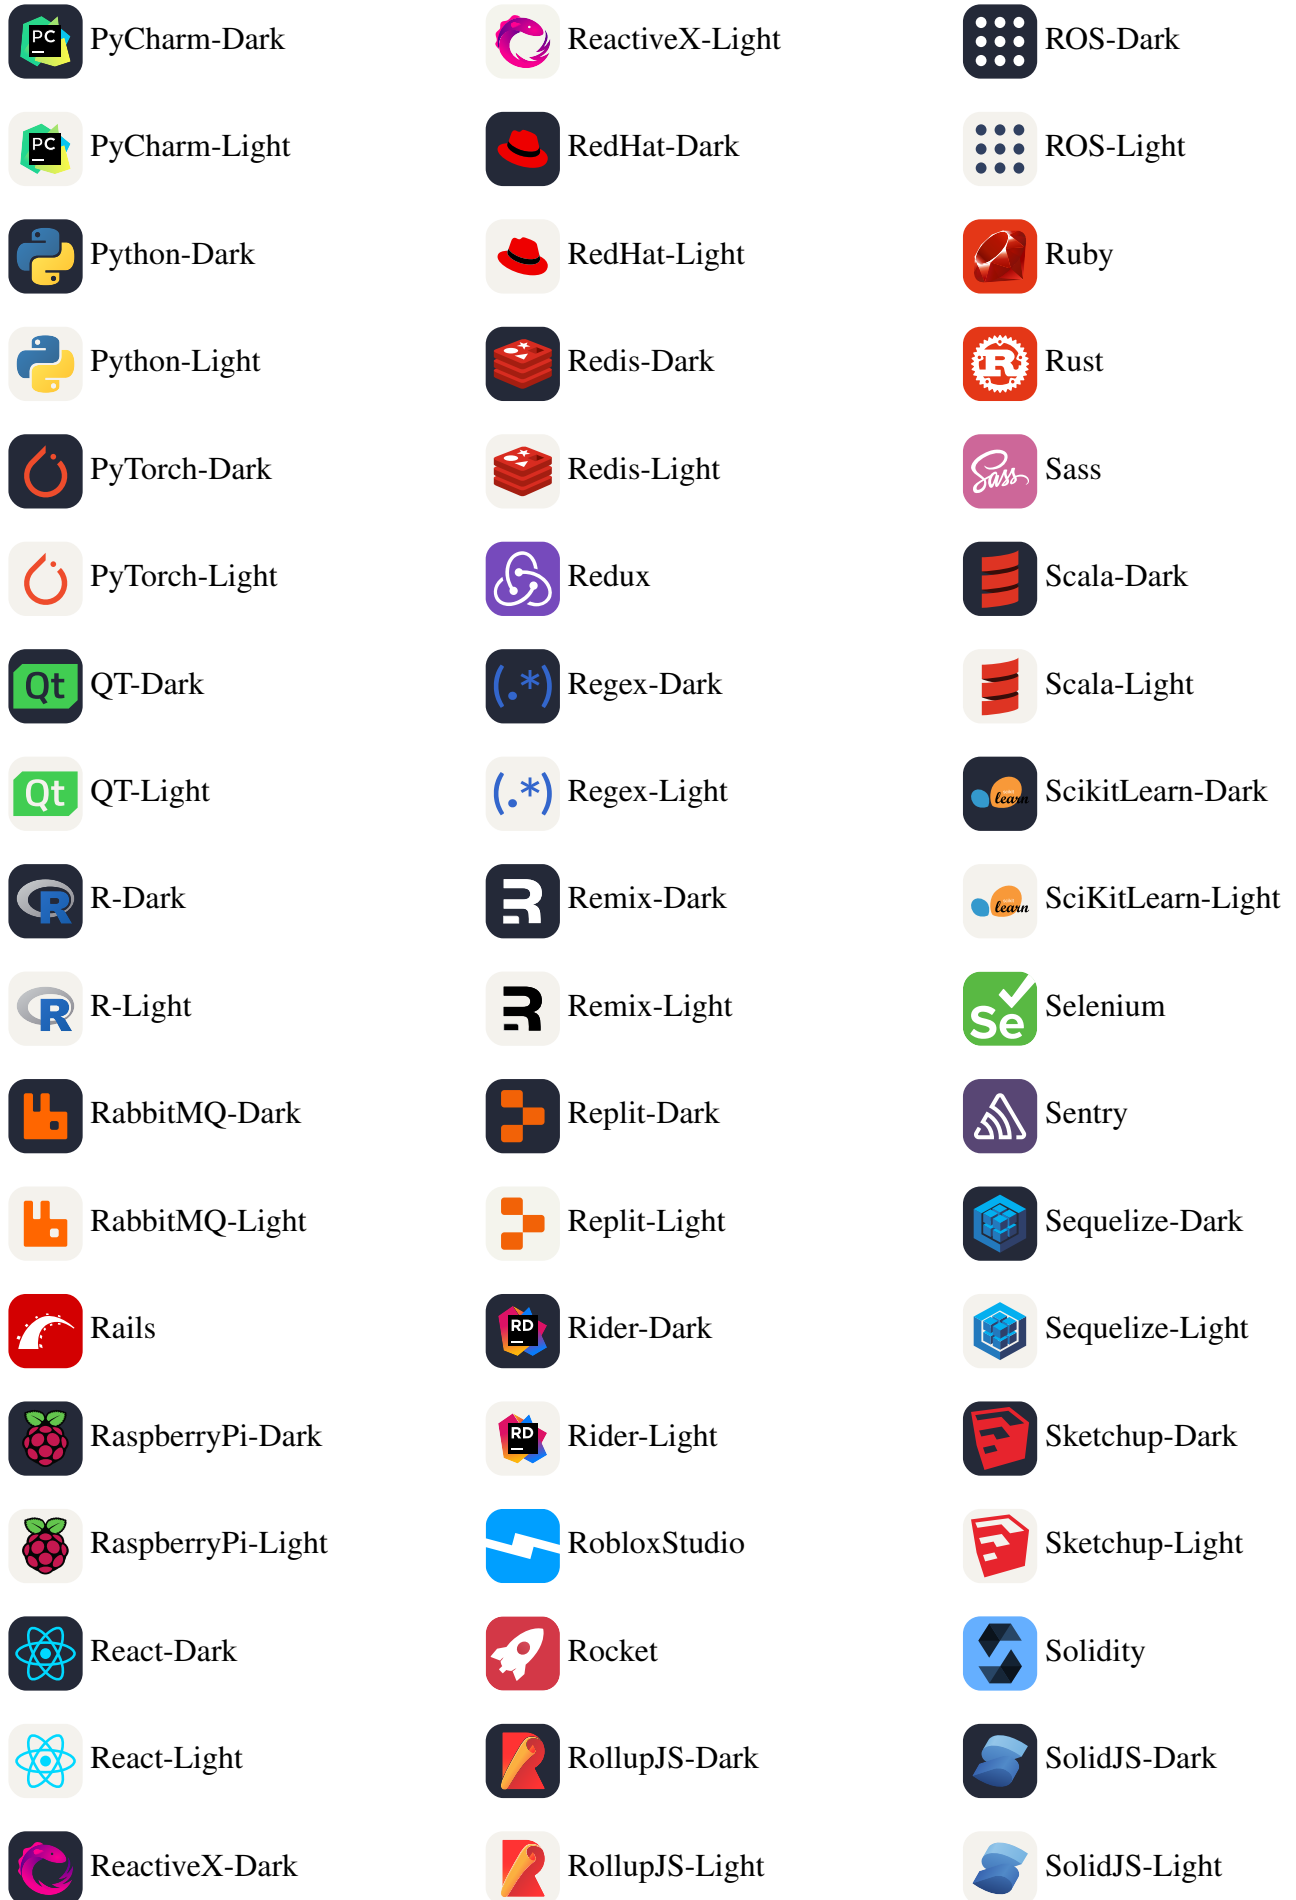 PyCharm-Dark
PyCharm-Light
Python-Dark
Python-Light
PyTorch-Dark
PyTorch-Light
QT-Dark
QT-Light
R-Dark
R-Light
RabbitMQ-Dark
RabbitMQ-Light
Rails
RaspberryPi-Dark
RaspberryPi-Light
React-Dark
React-Light
ReactiveX-Dark
ReactiveX-Light
RedHat-Dark
RedHat-Light
Redis-Dark
Redis-Light
Redux
Regex-Dark
Regex-Light
Remix-Dark
Remix-Light
Replit-Dark
Replit-Light
Rider-Dark
Rider-Light
RobloxStudio
Rocket
RollupJS-Dark
RollupJS-Light
ROS-Dark
ROS-Light
Ruby
Rust
Sass
Scala-Dark
Scala-Light
ScikitLearn-Dark
SciKitLearn-Light
Selenium
Sentry
Sequelize-Dark
Sequelize-Light
Sketchup-Dark
Sketchup-Light
Solidity
SolidJS-Dark
SolidJS-Light